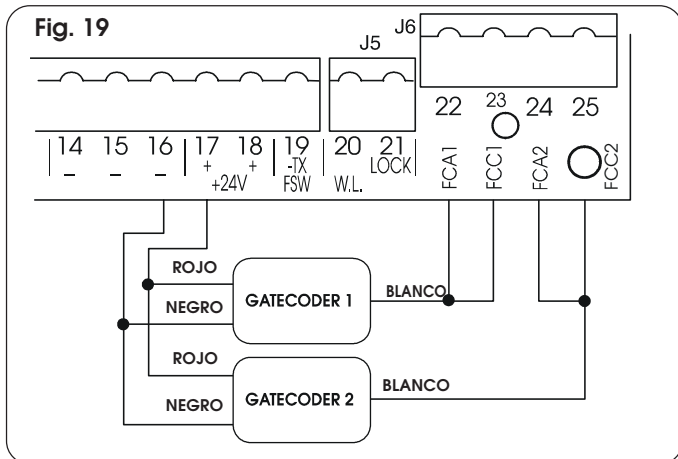 Fig. 19
J5
J6
22 23 24 25
14 15 16 17 18 19 20 21
– – – + + -TX LOCK
+24V FSW W.L.
FCA1 FCC1 FCA2 FCC2
ROJO
GATECODER 1
BLANCO
NEGRO
ROJO
GATECODER 2
BLANCO
NEGRO